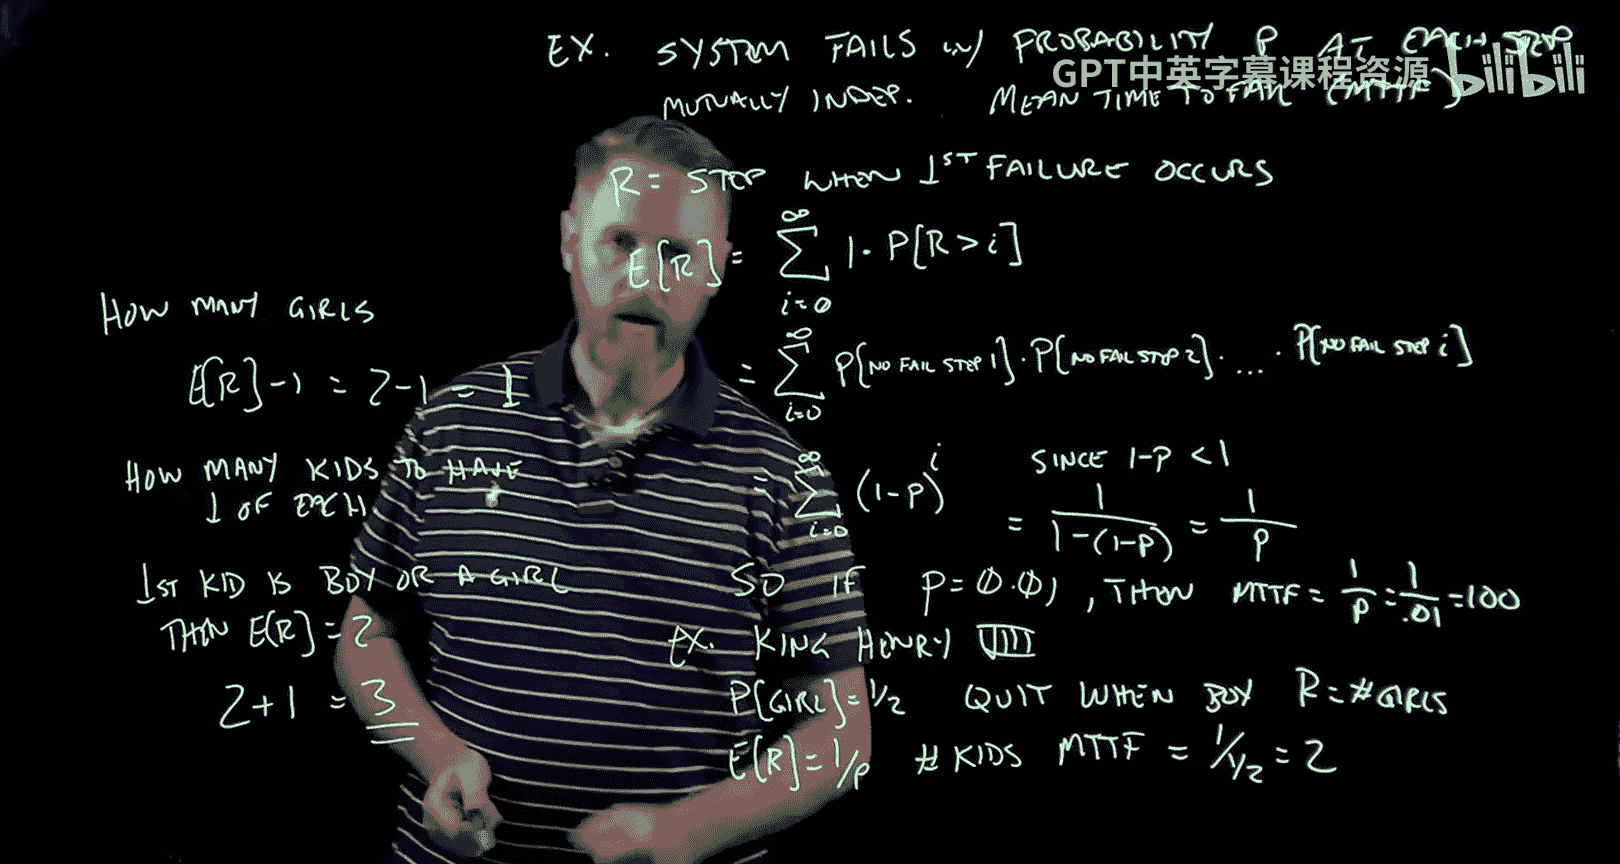 EX. SYSTEM FAILS w/ PROBABILITY P AT EACH STEP
GPT中英字幕课程资源 bilibili
MUTUALLY INDEP. MEAN TIME TO FAIL (MTTF)
R = STEP WHEN 1ST FAILURE OCCURS
E[R] = ∞ Σ i=0 1· P[R > i]
= ∞ Σ i=0 P[NO FAIL STEP 1] · P[NO FAIL STEP 2] · ... · P[NO FAIL STEP i]
= ∞ Σ i=0 (1-P)^i SINCE 1-P < 1
= 1/(1-(1-P)) = 1/P
SO IF P = 0.01, THEN MTTF = 1/P = 1/.01 = 100
EX. KING HENRY VIII
P[GIRL] = 1/2 QUIT WHEN BOY R = #GIRLS
E[R] = 1/P # KIDS MTTF = 1/1/2 = 2
HOW MANY GIRLS
E[R] - 1 = 2 - 1 = 1
HOW MANY KIDS TO HAVE
1 OF EACH
1ST KID IS BOY OR A GIRL
THEN E[R] = 2
2 + 1 = 3